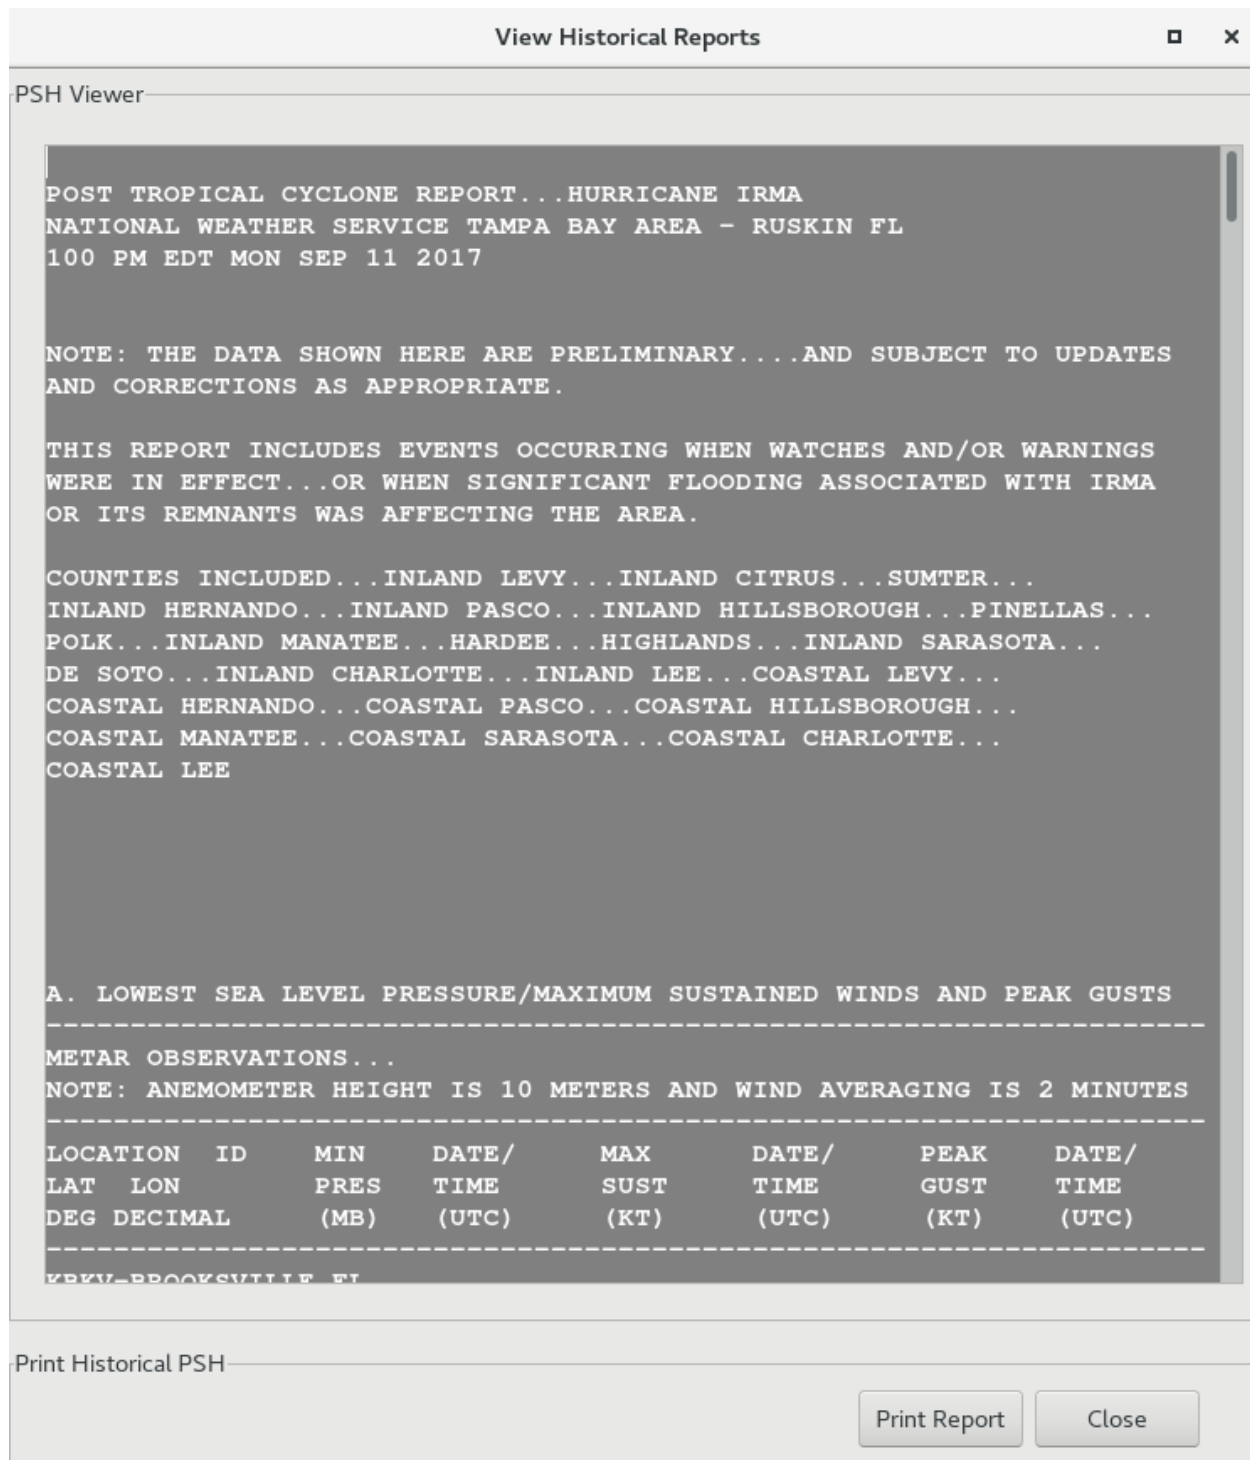 View Historical Reports
PSH Viewer
POST TROPICAL CYCLONE REPORT...HURRICANE IRMA
NATIONAL WEATHER SERVICE TAMPA BAY AREA - RUSKIN FL
100 PM EDT MON SEP 11 2017
NOTE: THE DATA SHOWN HERE ARE PRELIMINARY....AND SUBJECT TO UPDATES
AND CORRECTIONS AS APPROPRIATE.
THIS REPORT INCLUDES EVENTS OCCURRING WHEN WATCHES AND/OR WARNINGS
WERE IN EFFECT...OR WHEN SIGNIFICANT FLOODING ASSOCIATED WITH IRMA
OR ITS REMNANTS WAS AFFECTING THE AREA.
COUNTIES INCLUDED...INLAND LEVY...INLAND CITRUS...SUMTER...
INLAND HERNANDO...INLAND PASCO...INLAND HILLSBOROUGH...PINELLAS...
POLK...INLAND MANATEE...HARDEE...HIGHLANDS...INLAND SARASOTA...
DE SOTO...INLAND CHARLOTTE...INLAND LEE...COASTAL LEVY...
COASTAL HERNANDO...COASTAL PASCO...COASTAL HILLSBOROUGH...
COASTAL MANATEE...COASTAL SARASOTA...COASTAL CHARLOTTE...
COASTAL LEE
A. LOWEST SEA LEVEL PRESSURE/MAXIMUM SUSTAINED WINDS AND PEAK GUSTS
---------------------------------------------------------------------
METAR OBSERVATIONS...
NOTE: ANEMOMETER HEIGHT IS 10 METERS AND WIND AVERAGING IS 2 MINUTES
---------------------------------------------------------------------
LOCATION  ID    MIN    DATE/     MAX      DATE/     PEAK    DATE/
LAT  LON        PRES   TIME      SUST     TIME      GUST    TIME
DEG DECIMAL     (MB)   (UTC)     (KT)     (UTC)     (KT)    (UTC)
---------------------------------------------------------------------
KBKV-BROOKSVILLE FL
Print Historical PSH
Print Report
Close